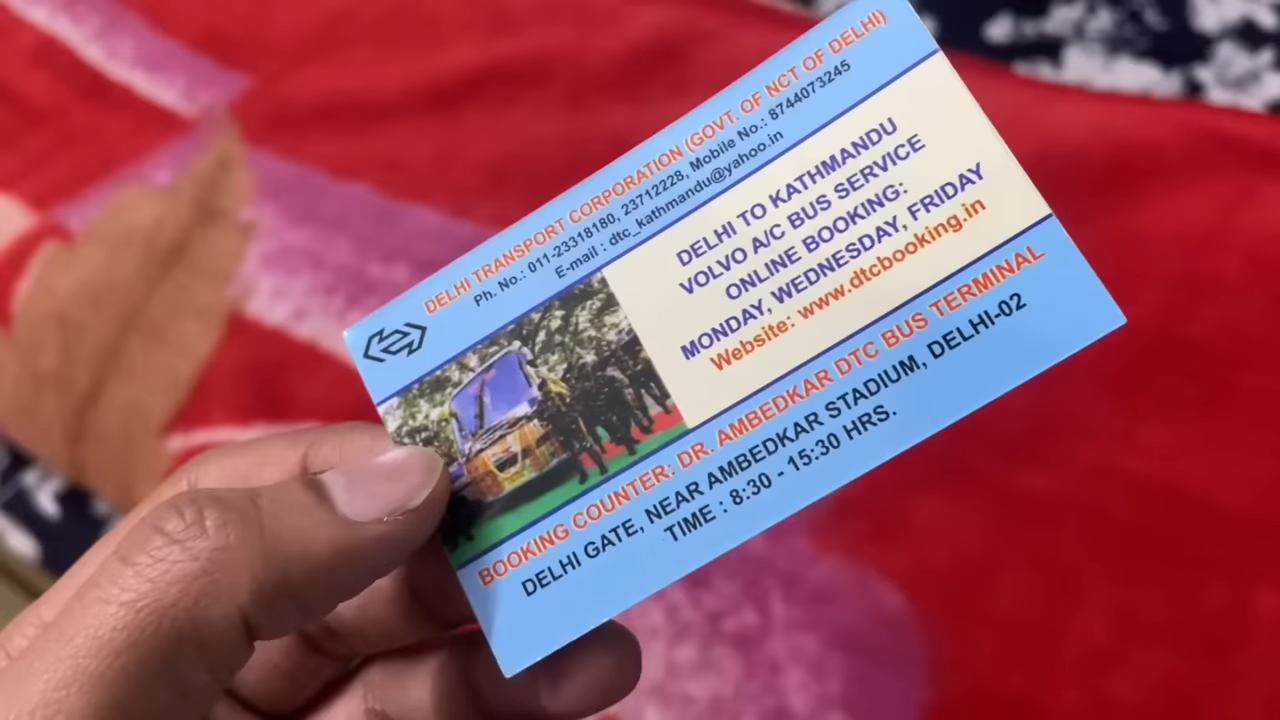 DELHI TRANSPORT CORPORATION (GOVT. OF NCT OF DELHI)
Ph. No.: 011-23318180, 23712228, Mobile No.: 8744073245
E-mail : dtc_kathmandu@yahoo.in
DELHI TO KATHMANDU
VOLVO A/C BUS SERVICE
ONLINE BOOKING:
MONDAY, WEDNESDAY, FRIDAY
Website: www.dtcbooking.in
BOOKING COUNTER: DR. AMBEDKAR DTC BUS TERMINAL
DELHI GATE, NEAR AMBEDKAR STADIUM, DELHI-02
TIME : 8:30 - 15:30 HRS.